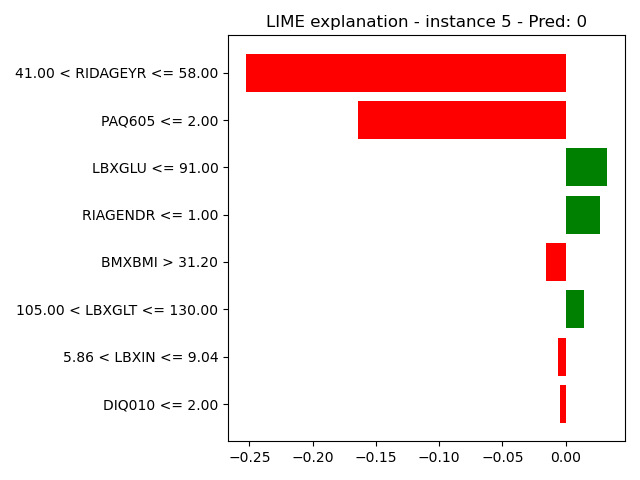 LIME explanation - instance 5 - Pred: 0
41.00 < RIDAGEYR <= 58.00
PAQ605 <= 2.00
LBXGLU <= 91.00
RIAGENDR <= 1.00
BMXBMI > 31.20
105.00 < LBXGLT <= 130.00
5.86 < LBXIN <= 9.04
DIQ010 <= 2.00
−0.25 −0.20 −0.15 −0.10 −0.05 0.00